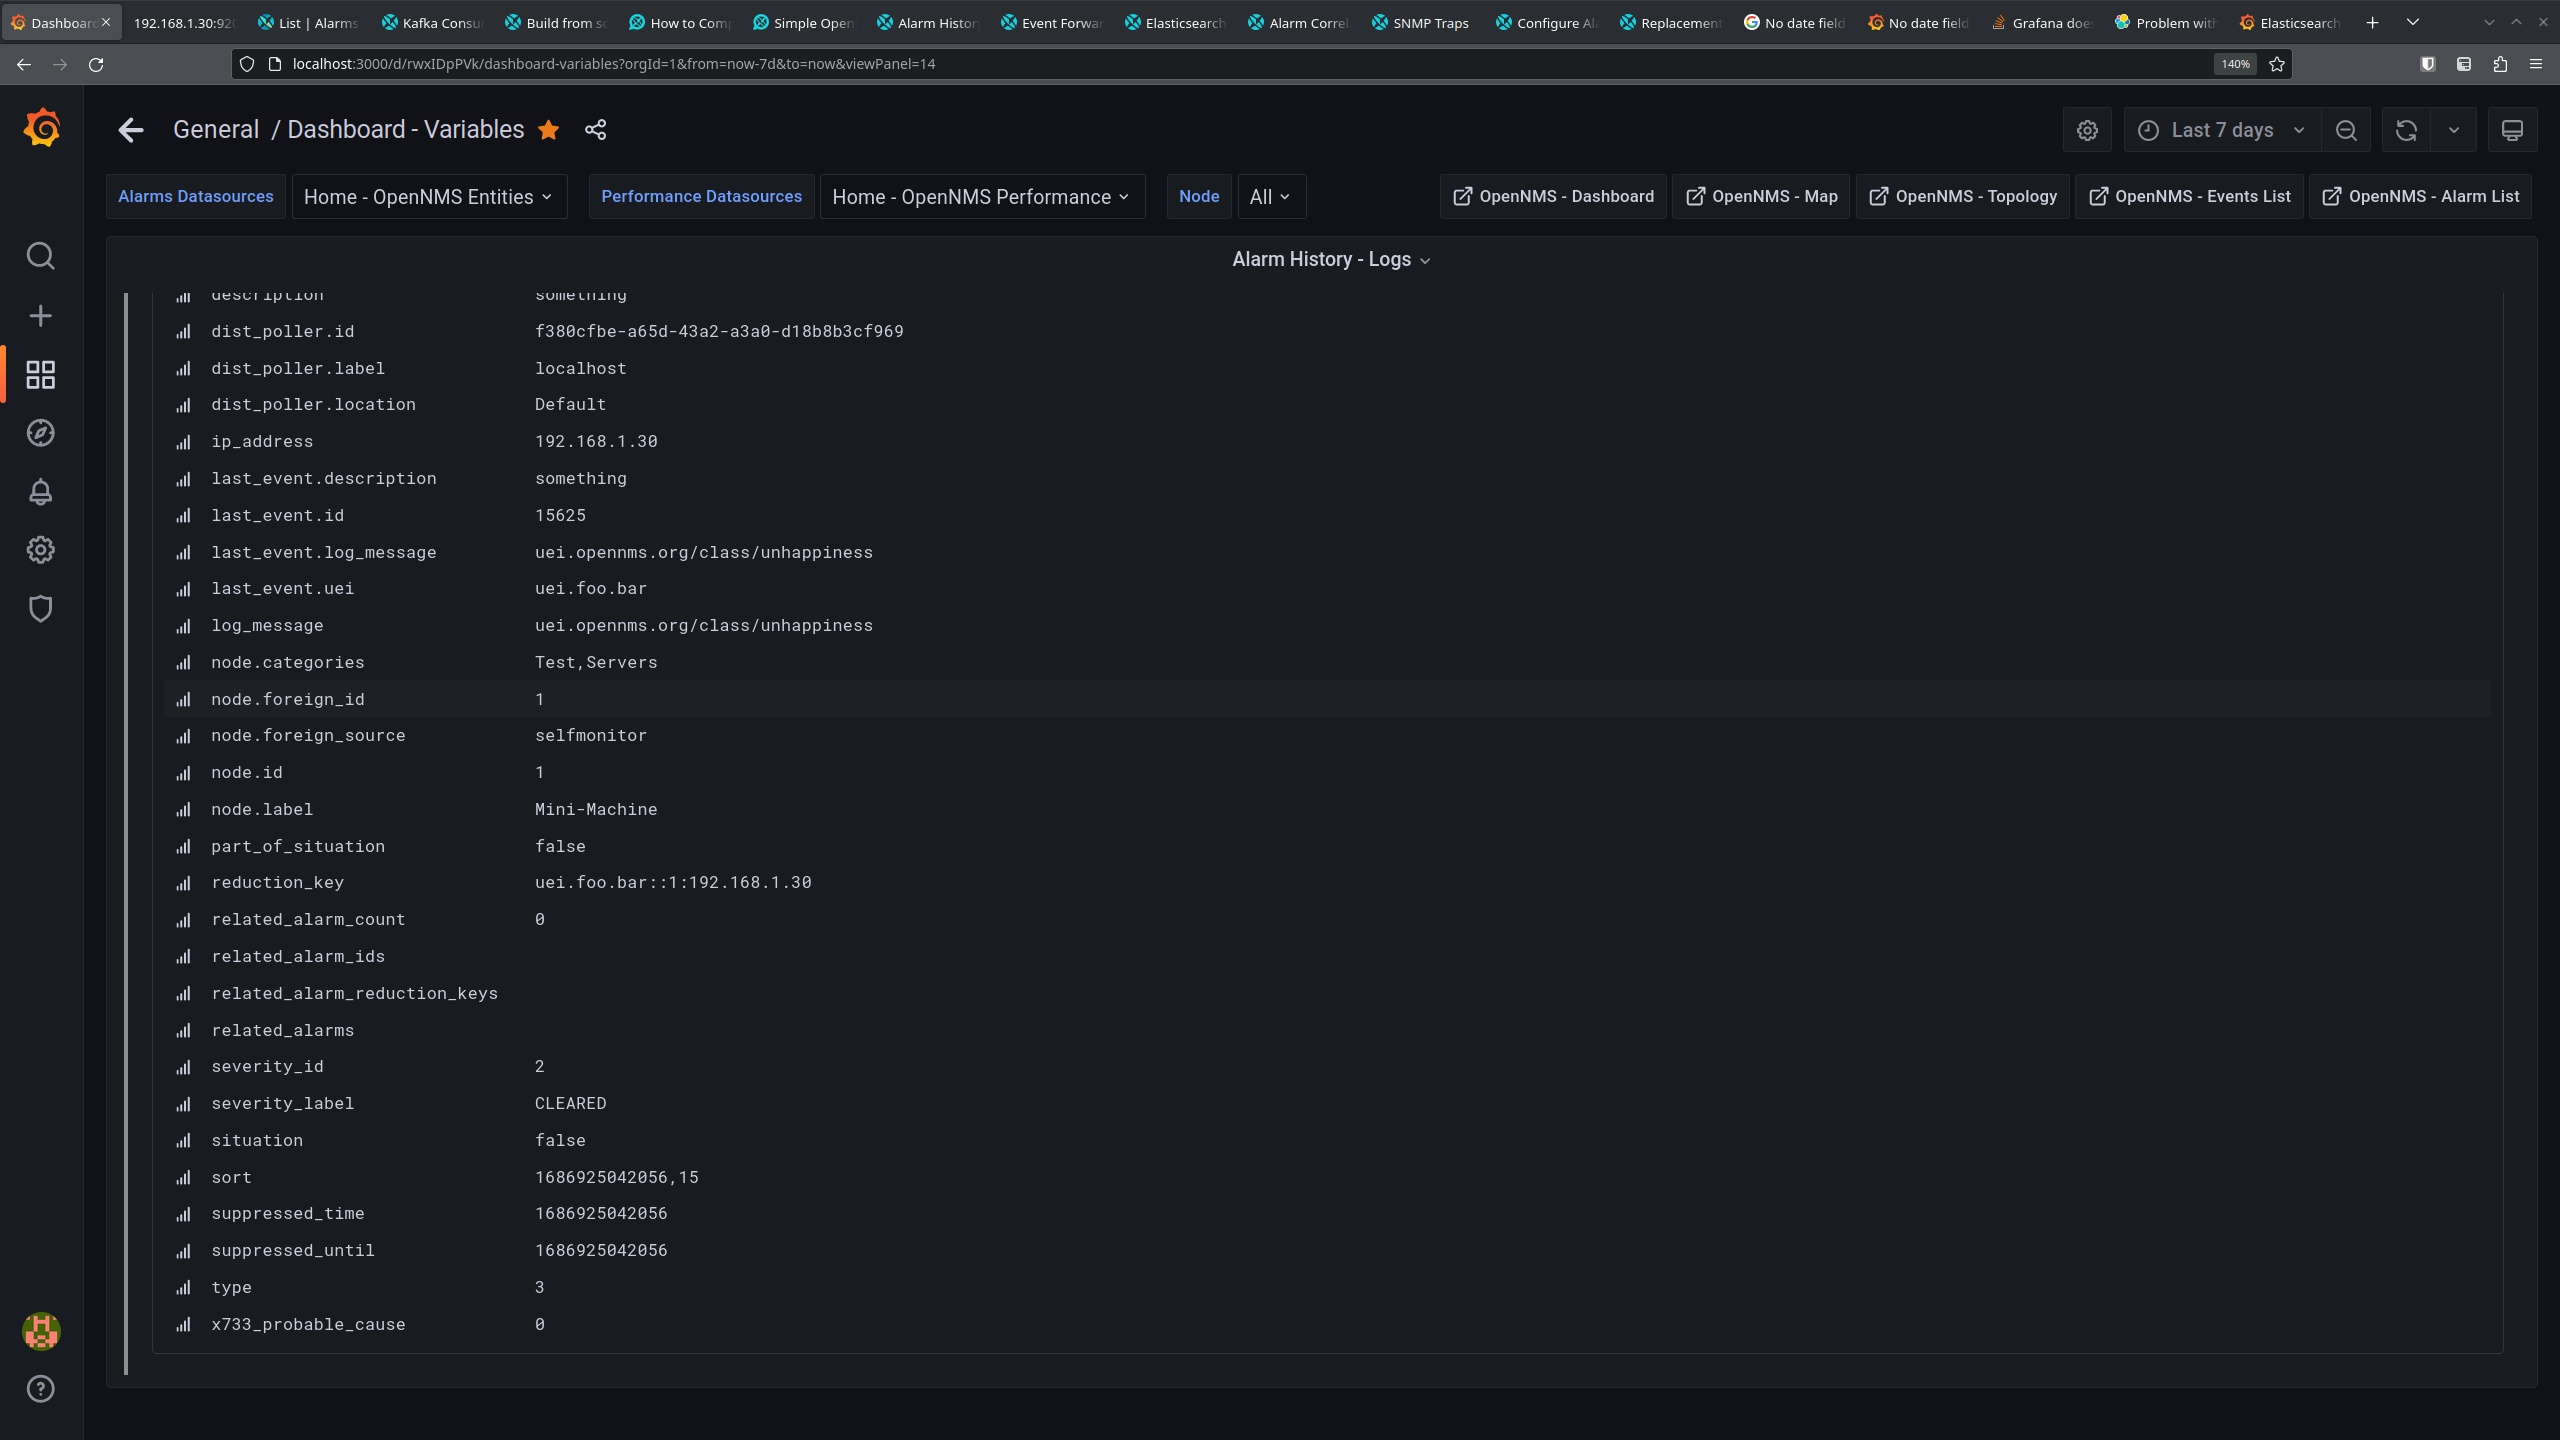 Dashboard
192.168.1.30:920
List | Alarms
Kafka Consu
Build from so
How to Comp
Simple Open
Alarm Histor
Event Forwar
Elasticsearch
Alarm Correl
SNMP Traps
Configure Al
Replacement
No date field
No date field
Grafana does
Problem with
Elasticsearch
localhost:3000/d/rwxIDpPVk/dashboard-variables?orgId=1&from=now-7d&to=now&viewPanel=14
140%
General / Dashboard - Variables
Last 7 days
Alarms Datasources Home - OpenNMS Entities Performance Datasources Home - OpenNMS Performance Node All OpenNMS - Dashboard OpenNMS - Map OpenNMS - Topology OpenNMS - Events List OpenNMS - Alarm List
Alarm History - Logs
description something
dist_poller.id f380cfbe-a65d-43a2-a3a0-d18b8b3cf969
dist_poller.label localhost
dist_poller.location Default
ip_address 192.168.1.30
last_event.description something
last_event.id 15625
last_event.log_message uei.opennms.org/class/unhappiness
last_event.uei uei.foo.bar
log_message uei.opennms.org/class/unhappiness
node.categories Test,Servers
node.foreign_id 1
node.foreign_source selfmonitor
node.id 1
node.label Mini-Machine
part_of_situation false
reduction_key uei.foo.bar::1:192.168.1.30
related_alarm_count 0
related_alarm_ids
related_alarm_reduction_keys
related_alarms
severity_id 2
severity_label CLEARED
situation false
sort 1686925042056,15
suppressed_time 1686925042056
suppressed_until 1686925042056
type 3
x733_probable_cause 0